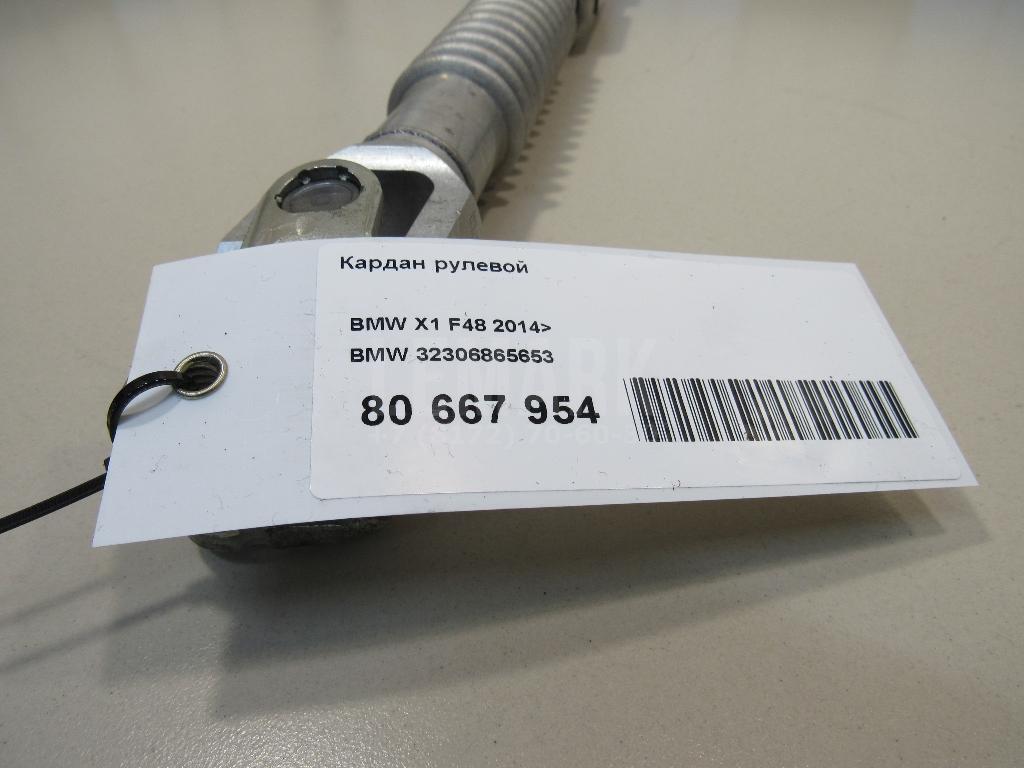 Кардан рулевой
BMW X1 F48 2014>
BMW 32306865653
80 667 954